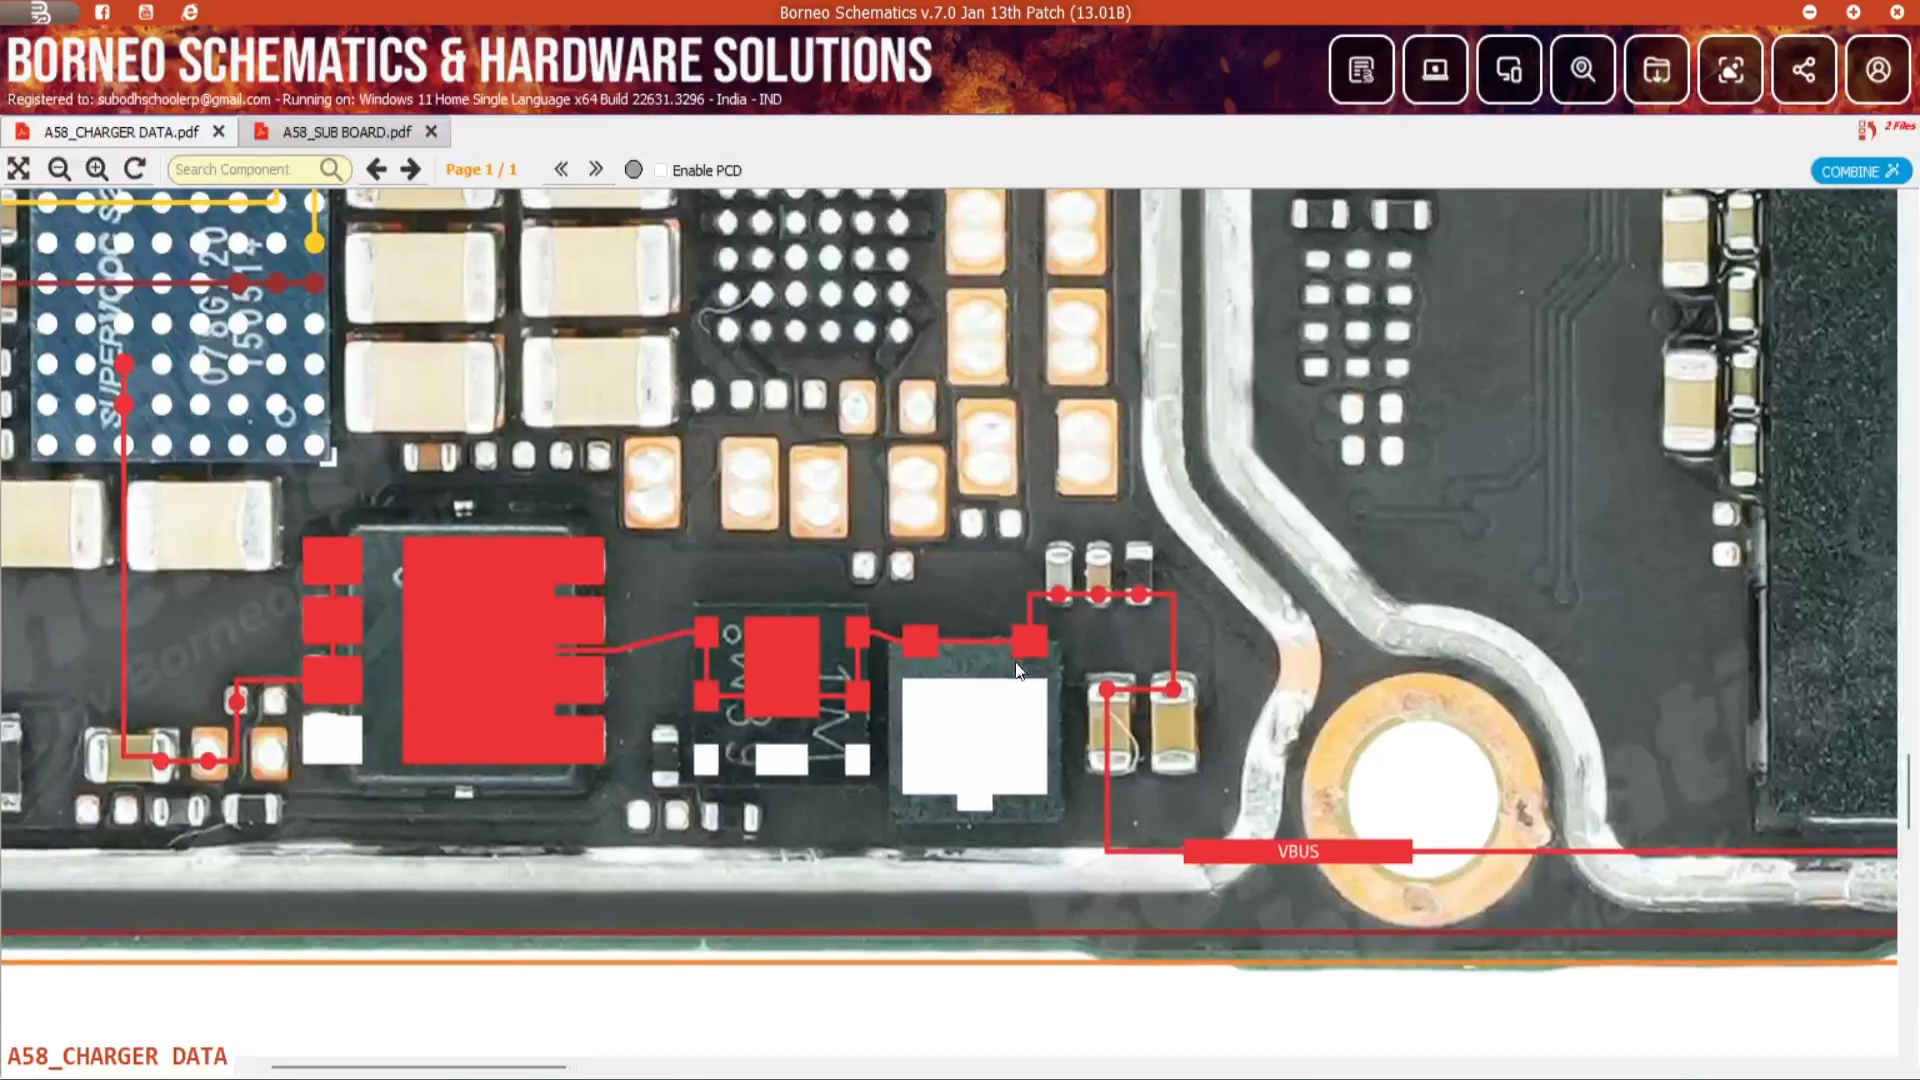 Borneo Schematics v.7.0 Jan 13th Patch (13.01B)
BORNEO SCHEMATICS & HARDWARE SOLUTIONS
Registered to: subodhschoolerp@gmail.com - Running on: Windows 11 Home Single Language x64 Build 22631.3296 - India - IND
A58_CHARGER DATA.pdf
A58_SUB BOARD.pdf
2 Files
Search Component
Page 1 / 1
Enable PCD
COMBINE
VBUS
A58_CHARGER DATA